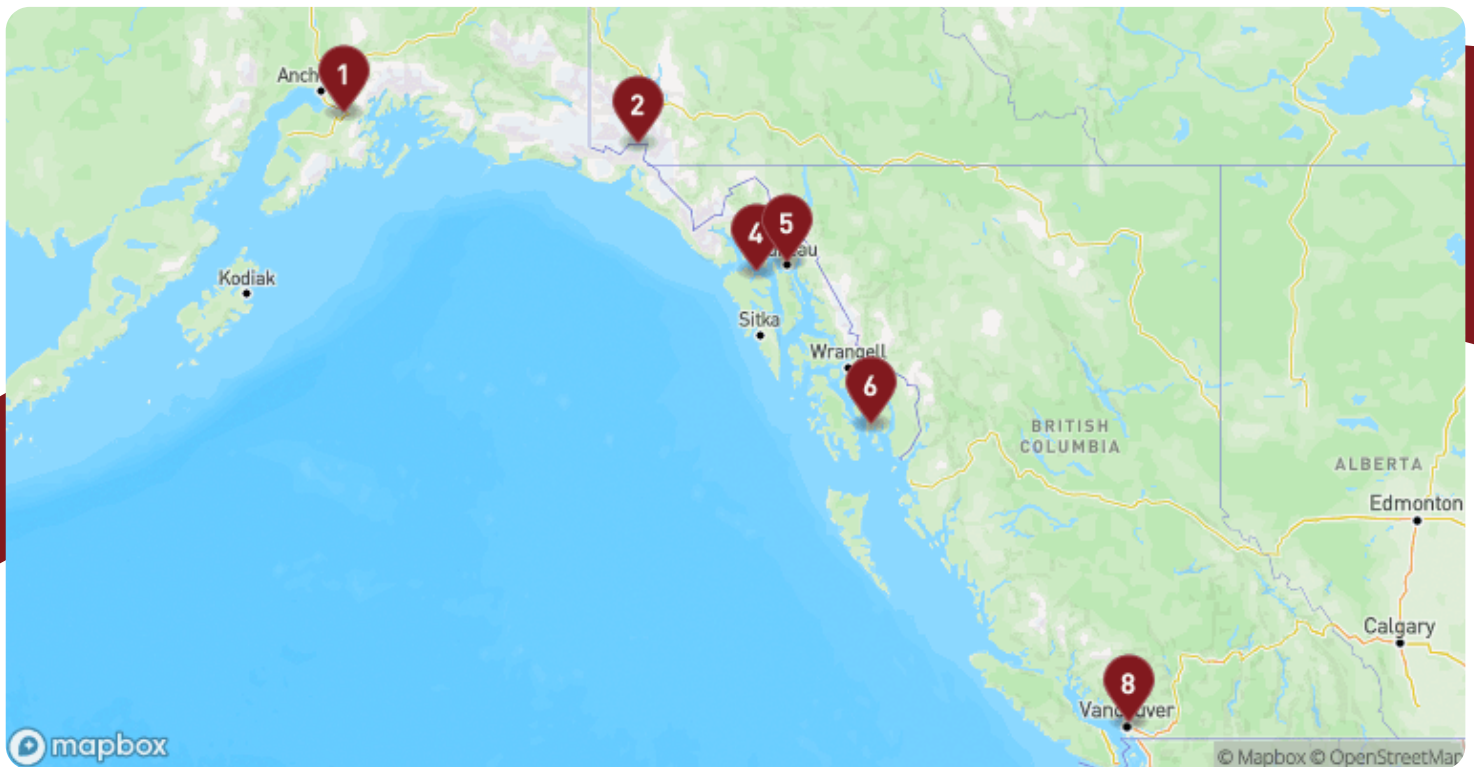 Anch
1
2
4
5
au
Kodiak
Sitka
Wrangell
6
BRITISH
COLUMBIA
ALBERTA
Edmonton
Calgary
8
Vancouver
mapbox
© Mapbox © OpenStreetMap